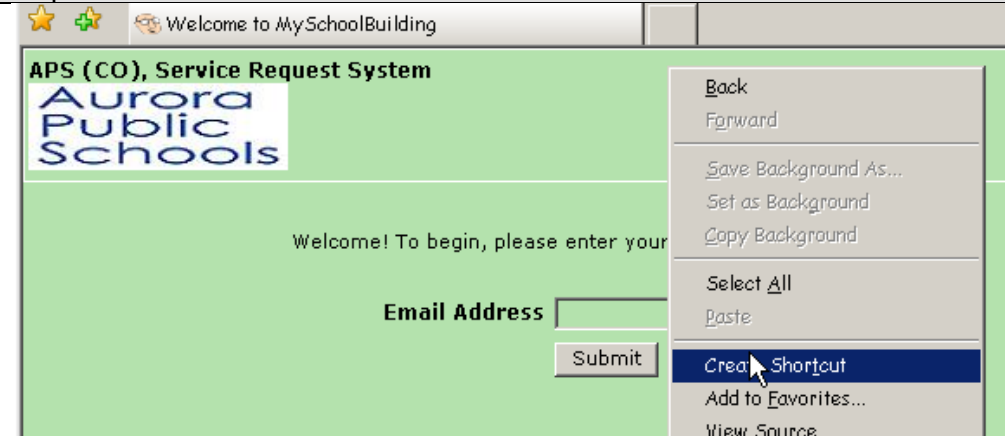 Welcome to MySchoolBuilding
APS (CO), Service Request System
Aurora
Public
Schools
Welcome! To begin, please enter your
Email Address
Submit
Back
Forward
Save Background As...
Set as Background
Copy Background
Select All
Paste
Create Shortcut
Add to Favorites...
View Source